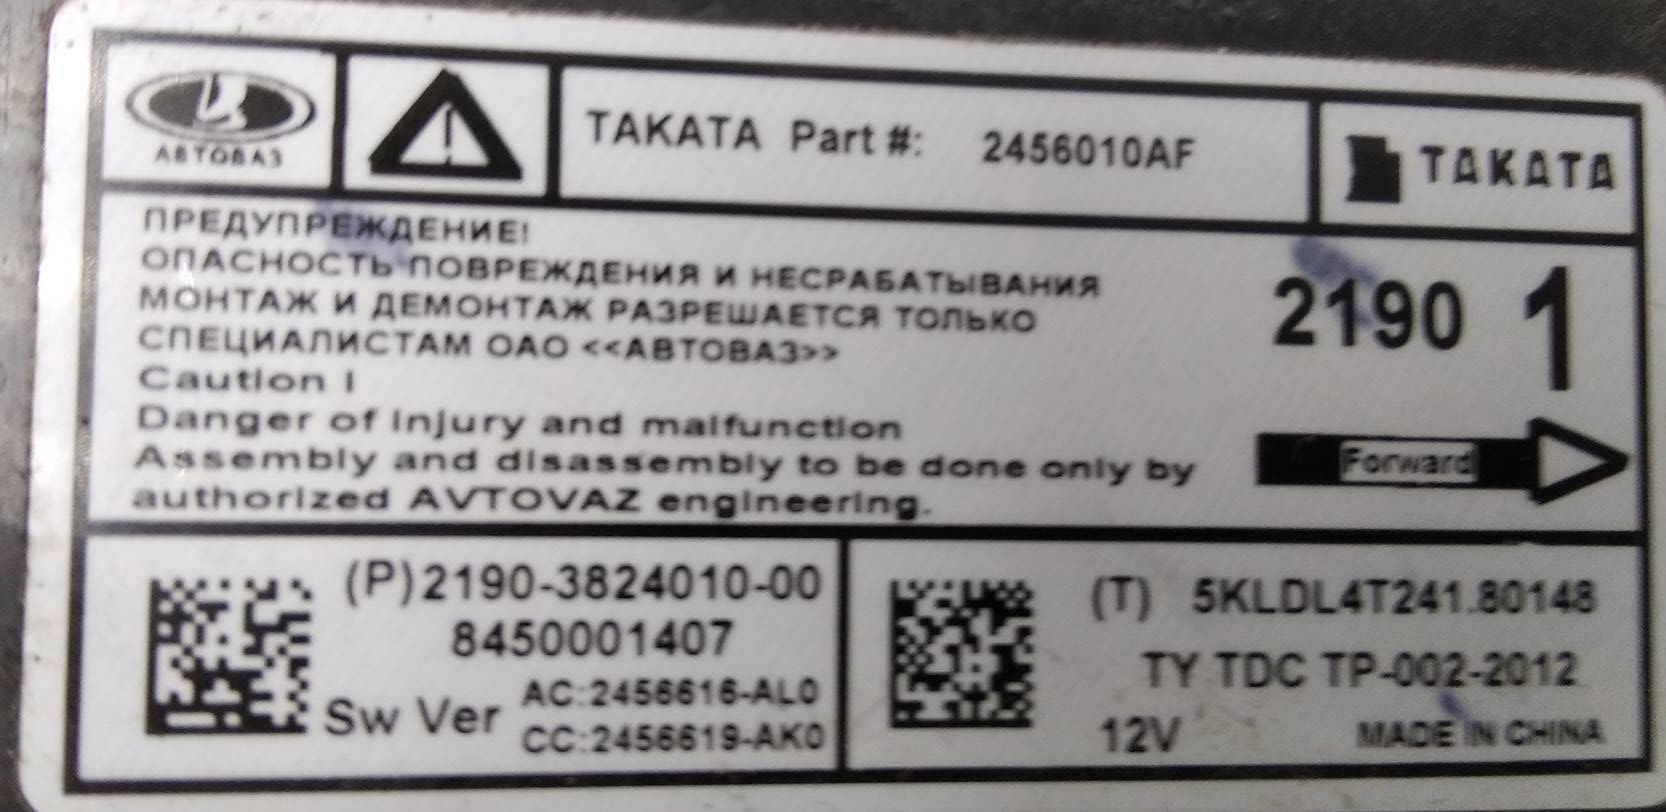 АВТОВАЗ
TAKATA Part #: 2456010AF
TAKATA
ПРЕДУПРЕЖДЕНИЕ!
ОПАСНОСТЬ ПОВРЕЖДЕНИЯ И НЕСРАБАТЫВАНИЯ
МОНТАЖ И ДЕМОНТАЖ РАЗРЕШАЕТСЯ ТОЛЬКО
СПЕЦИАЛИСТАМ ОАО <<АВТОВАЗ>>
Caution !
Danger of injury and malfunction
Assembly and disassembly to be done only by
authorized AVTOVAZ engineering.
2190 1
Forward
(P)2190-3824010-00
8450001407
Sw Ver
AC:2456616-AL0
CC:2456619-AK0
(T) 5KLDL4T241.80148
TY TDC TP-002-2012
12V MADE IN CHINA